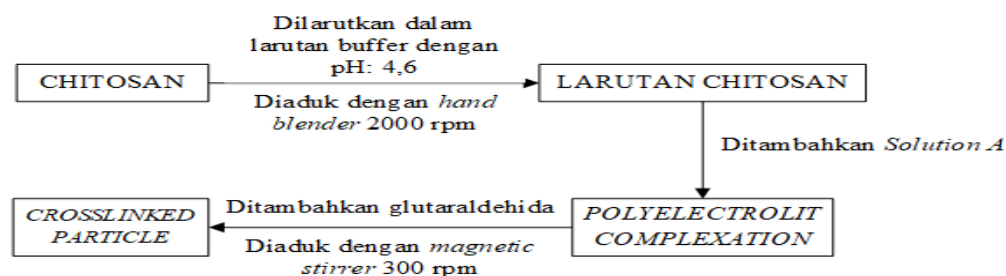 Dilarutkan dalam
larutan buffer dengan
pH: 4,6
CHITOSAN
LARUTAN CHITOSAN
Diaduk dengan hand
blender 2000 rpm
Ditambahkan Solution A
CROSSLINKED
PARTICLE
Ditambahkan glutaraldehida
POLYELECTROLIT
COMPLEXATION
Diaduk dengan magnetic
stirrer 300 rpm